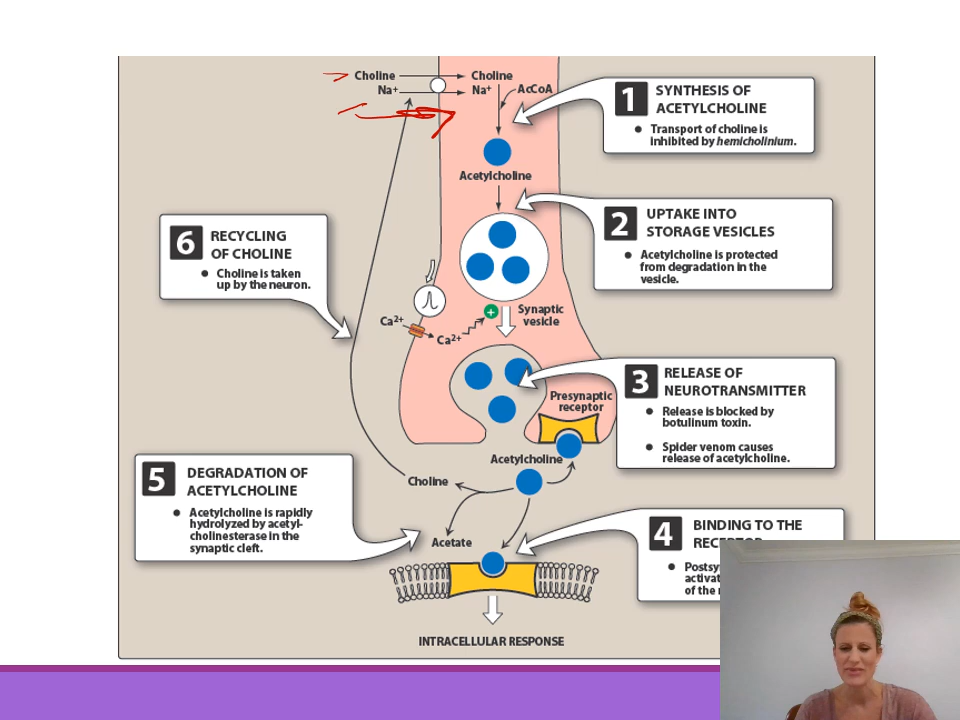 Choline
Choline
Na+
Na+
AcCoA
1
SYNTHESIS OF
ACETYLCHOLINE
• Transport of choline is
inhibited by hemicholinium.
Acetylcholine
2
UPTAKE INTO
STORAGE VESICLES
• Acetylcholine is protected
from degradation in the
vesicle.
6
RECYCLING
OF CHOLINE
• Choline is taken
up by the neuron.
Ca2+
Ca2+
+
Synaptic
vesicle
3
RELEASE OF
NEUROTRANSMITTER
• Release is blocked by
botulinum toxin.
• Spider venom causes
release of acetylcholine.
Presynaptic
receptor
Acetylcholine
Choline
Acetate
5
DEGRADATION OF
ACETYLCHOLINE
• Acetylcholine is rapidly
hydrolyzed by acetyl-
cholinesterase in the
synaptic cleft.
4
BINDING TO THE
of the
INTRACELLULAR RESPONSE